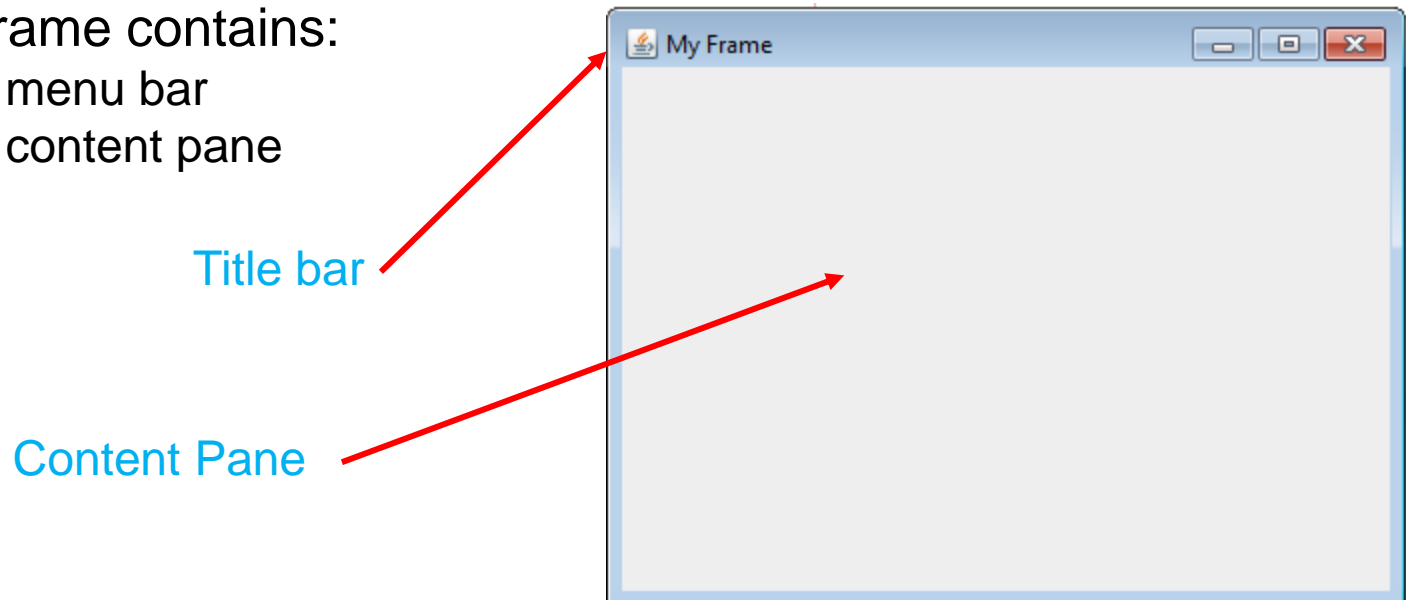 rame contains:
menu bar
content pane
My Frame
Title bar
Content Pane